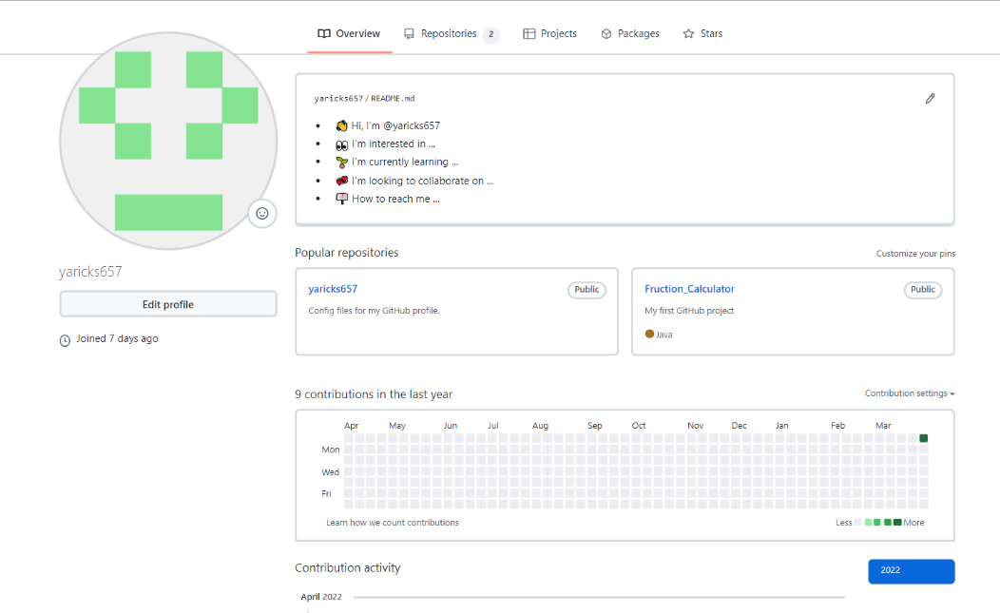 Overview Repositories 2 Projects Packages Stars
yaricks657 / README.md
Hi, I'm @yaricks657
I'm interested in ...
I'm currently learning ...
I'm looking to collaborate on ...
How to reach me ...
yaricks657
Edit profile
Joined 7 days ago
Popular repositories Customize your pins
yaricks657 Public
Config files for my GitHub profile.
Fruction_Calculator Public
My first GitHub project
Java
9 contributions in the last year Contribution settings
Apr May Jun Jul Aug Sep Oct Nov Dec Jan Feb Mar
Mon
Wed
Fri
Learn how we count contributions Less More
Contribution activity 2022
April 2022